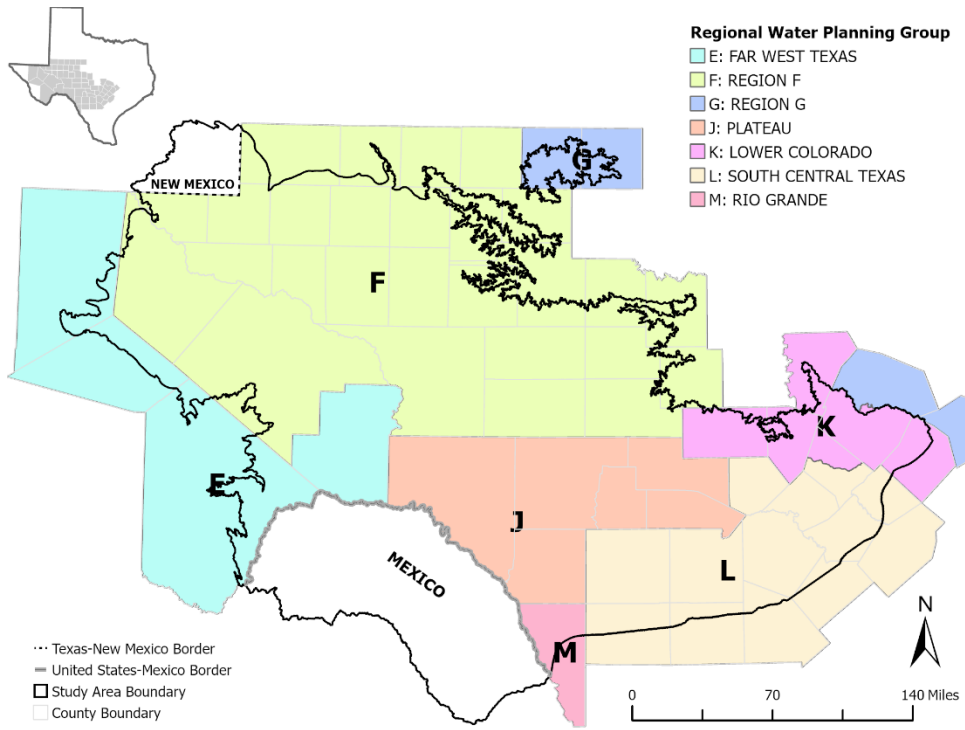 Regional Water Planning Group
E: FAR WEST TEXAS
F: REGION F
G: REGION G
J: PLATEAU
K: LOWER COLORADO
L: SOUTH CENTRAL TEXAS
M: RIO GRANDE
G
NEW MEXICO
F
K
E
J
L
MEXICO
M
N
Texas-New Mexico Border
United States-Mexico Border
Study Area Boundary
County Boundary
0 70 140 Miles